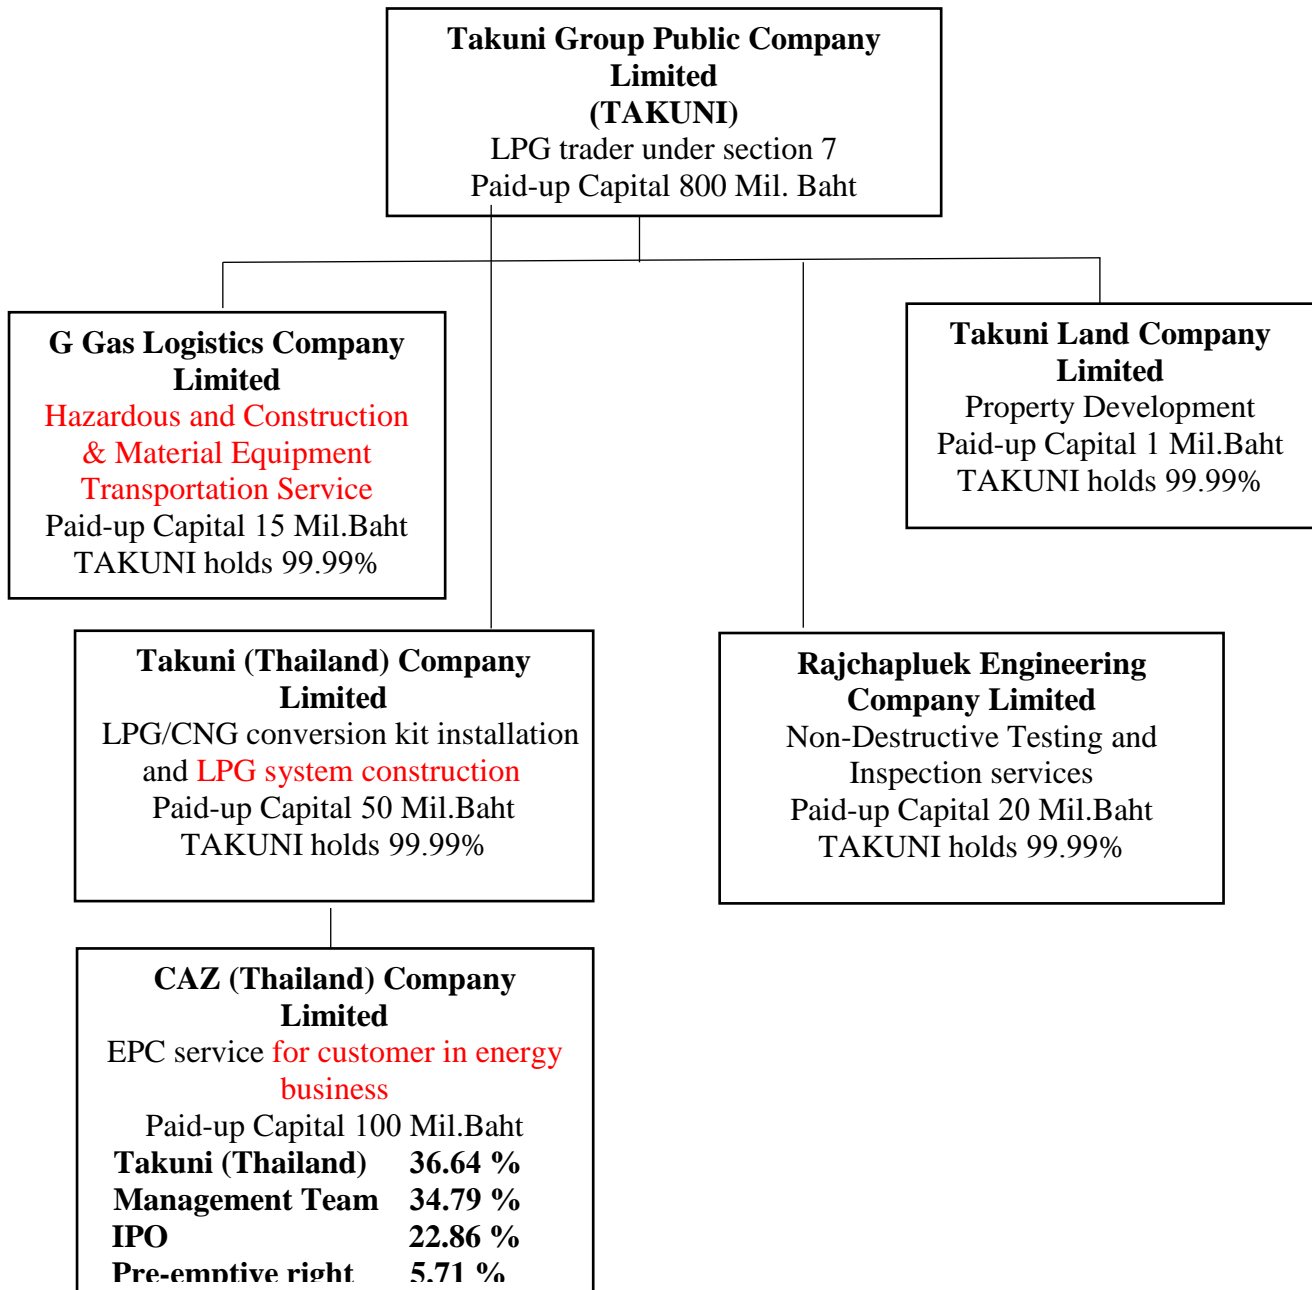 Takuni Group Public Company
Limited
(TAKUNI)
LPG trader under section 7
Paid-up Capital 800 Mil. Baht
G Gas Logistics Company
Limited
Hazardous and Construction
& Material Equipment
Transportation Service
Paid-up Capital 15 Mil.Baht
TAKUNI holds 99.99%
Takuni Land Company
Limited
Property Development
Paid-up Capital 1 Mil.Baht
TAKUNI holds 99.99%
Takuni (Thailand) Company
Limited
LPG/CNG conversion kit installation
and LPG system construction
Paid-up Capital 50 Mil.Baht
TAKUNI holds 99.99%
Rajchapluek Engineering
Company Limited
Non-Destructive Testing and
Inspection services
Paid-up Capital 20 Mil.Baht
TAKUNI holds 99.99%
CAZ (Thailand) Company
Limited
EPC service for customer in energy
business
Paid-up Capital 100 Mil.Baht
Takuni (Thailand) 36.64 %
Management Team 34.79 %
IPO 22.86 %
Pre-emptive right 5.71 %